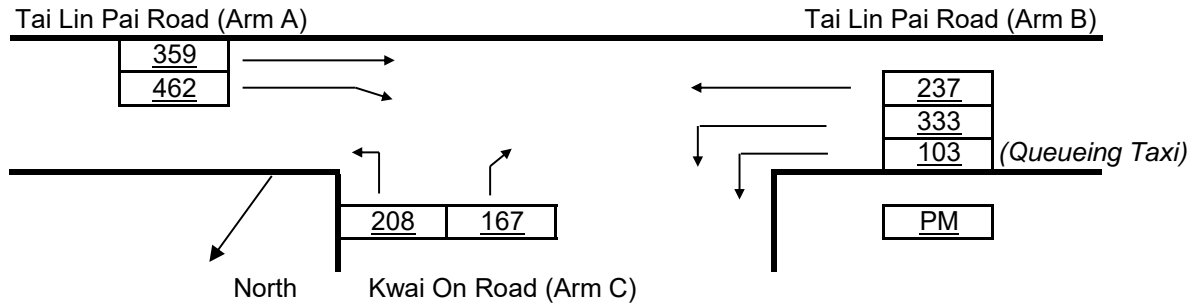 Tai Lin Pai Road (Arm A)
Tai Lin Pai Road (Arm B)
359
462
237
333
103 (Queueing Taxi)
208 167
PM
North
Kwai On Road (Arm C)